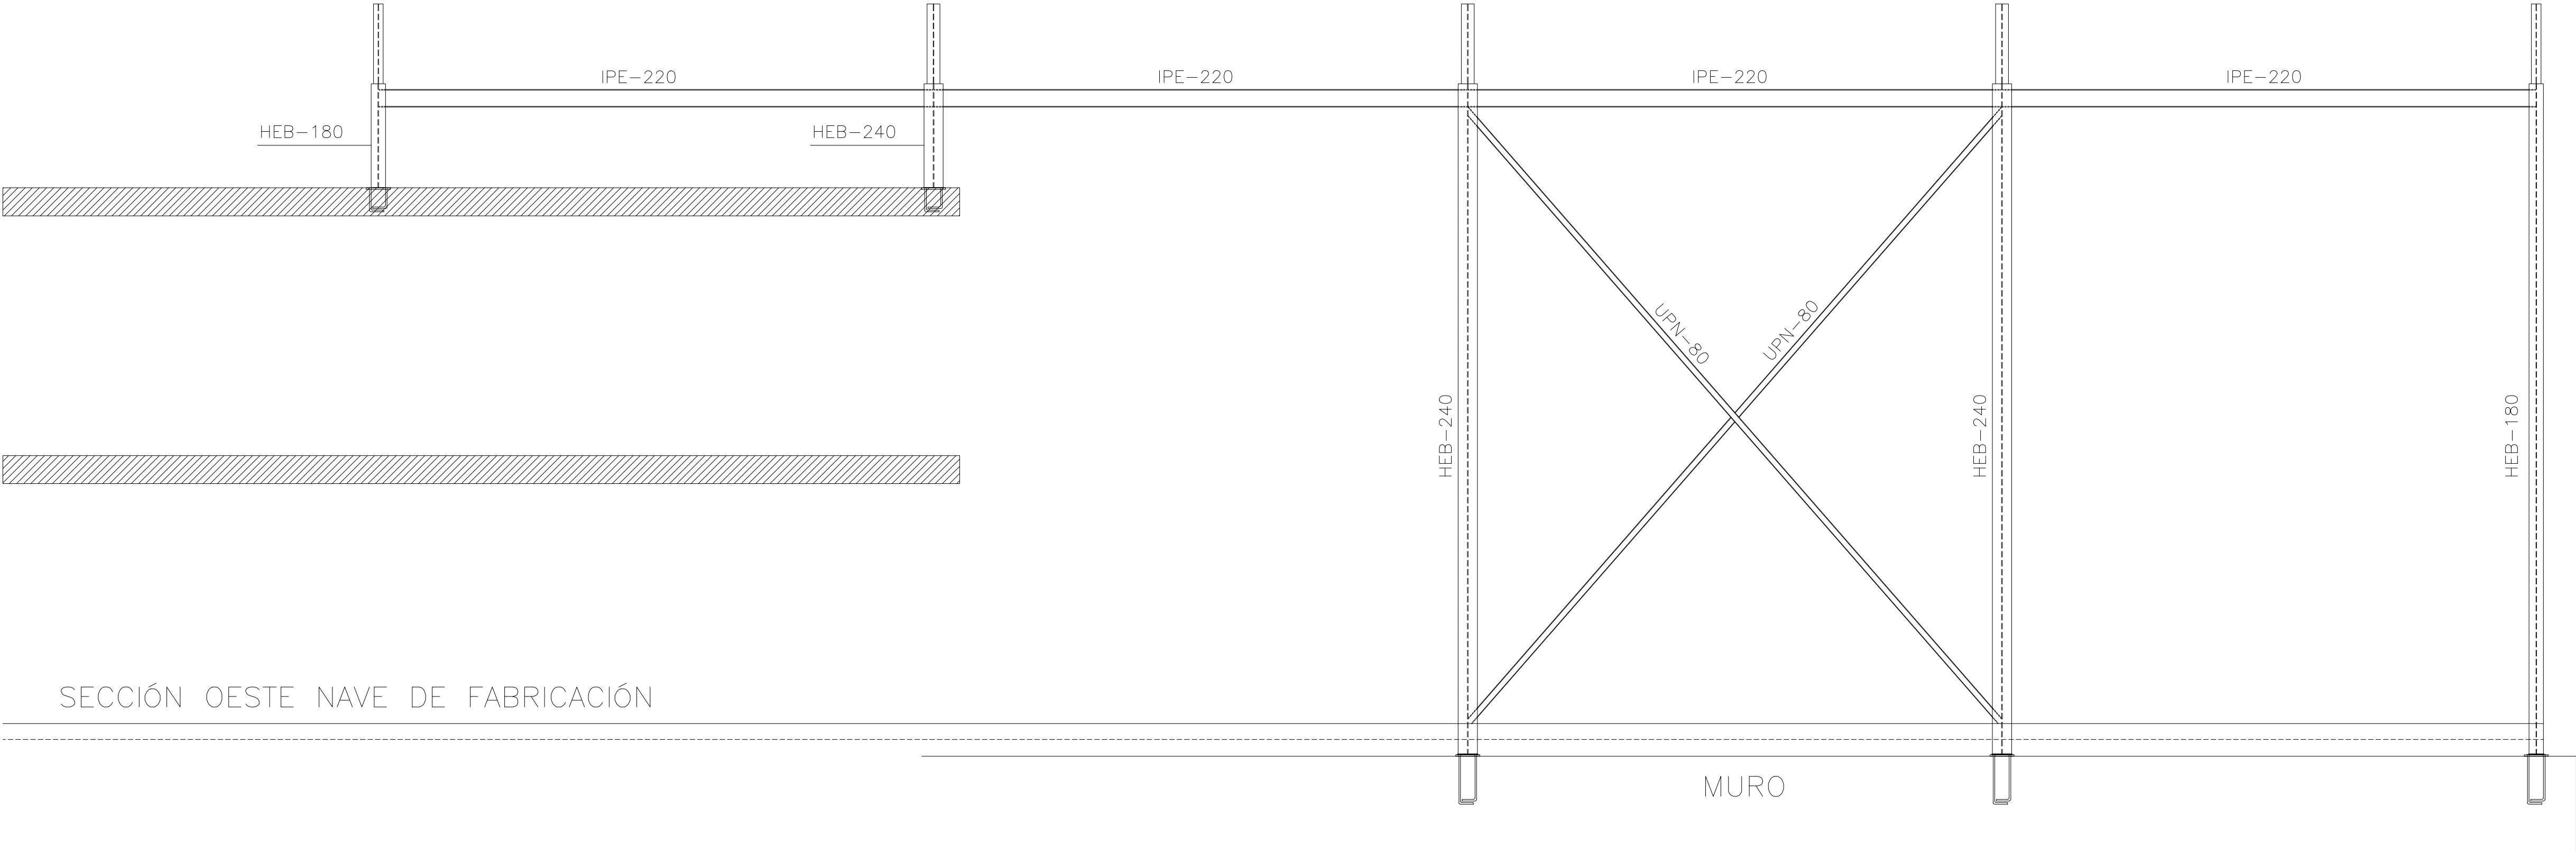 IPE-220
IPE-220
IPE-220
IPE-220
HEB-180
HEB-240
UPN-80
UPN-80
HEB-240
HEB-240
HEB-180
SECCIÓN OESTE NAVE DE FABRICACIÓN
MURO